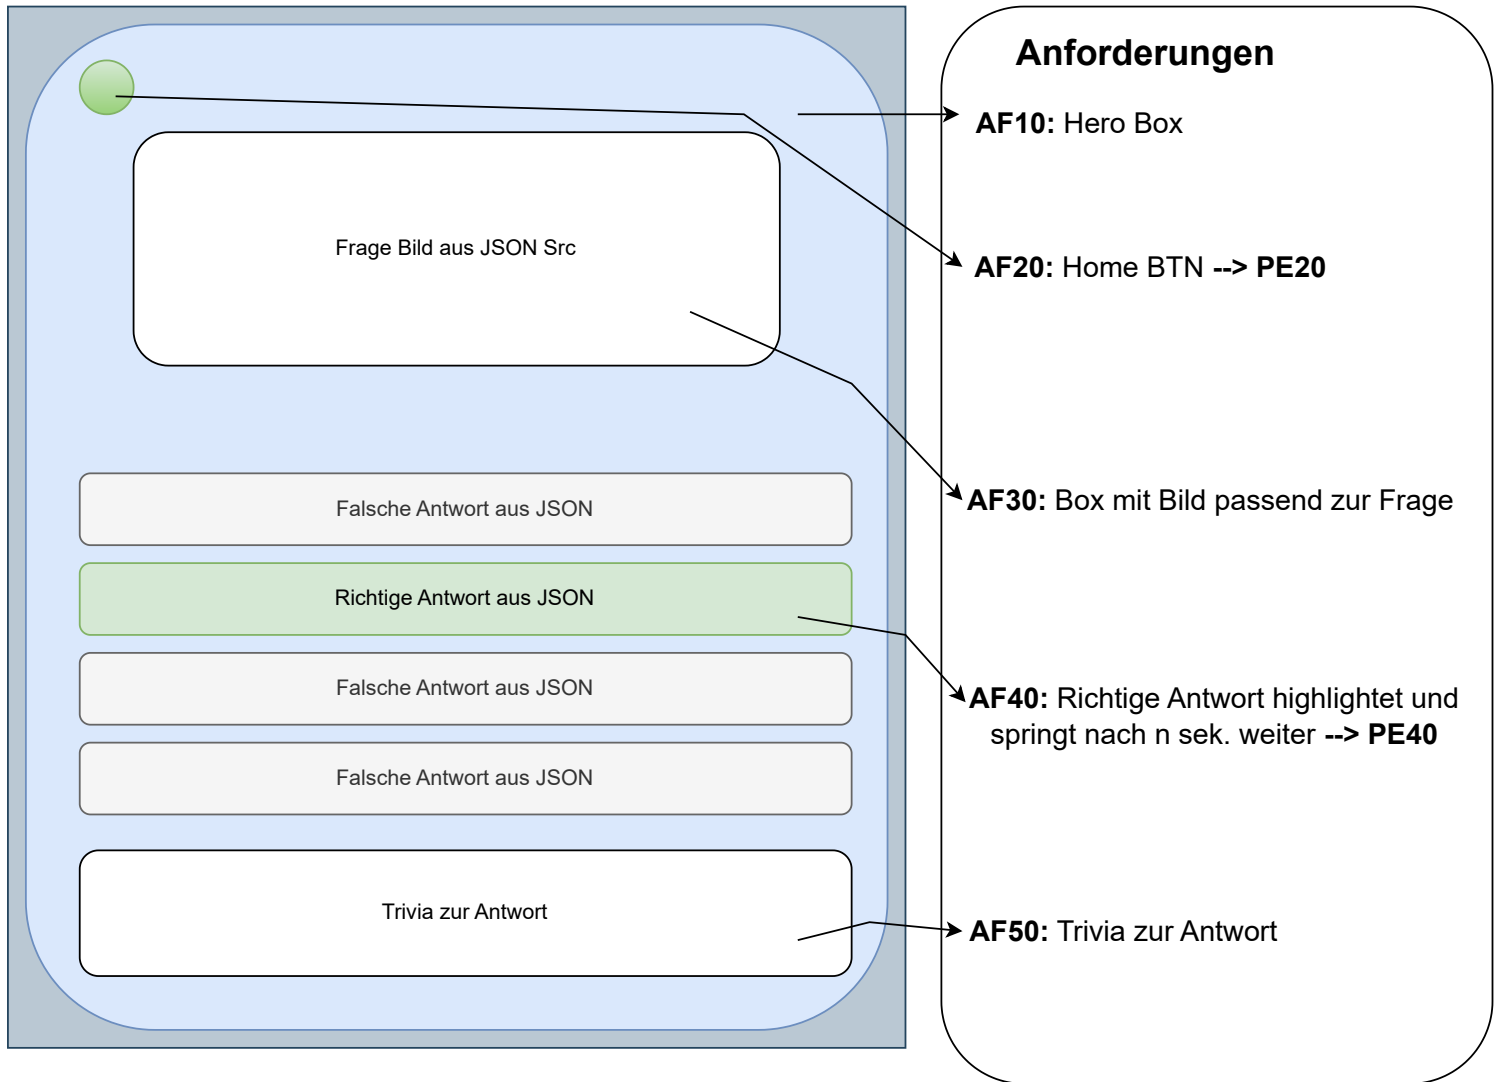 Anforderungen
AF10: Hero Box
Frage Bild aus JSON Src
AF20: Home BTN --> PE20
Falsche Antwort aus JSON
AF30: Box mit Bild passend zur Frage
Richtige Antwort aus JSON
Falsche Antwort aus JSON
AF40: Richtige Antwort highlightet und
springt nach n sek. weiter --> PE40
Falsche Antwort aus JSON
Trivia zur Antwort
AF50: Trivia zur Antwort